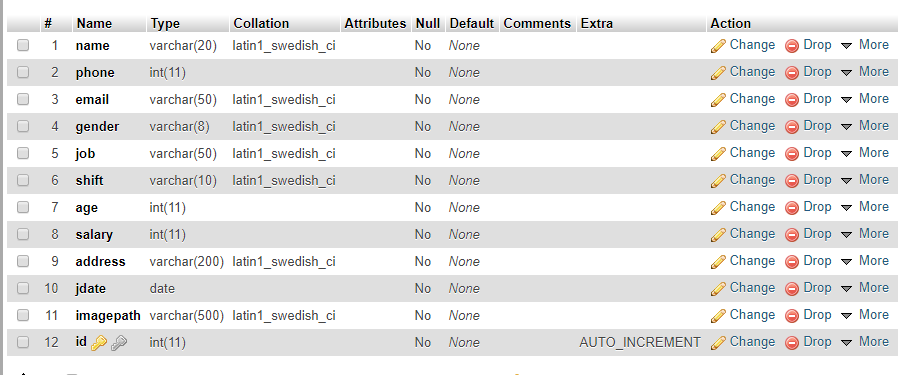 # Name Type Collation Attributes Null Default Comments Extra Action
1 name varchar(20) latin1_swedish_ci No None Change Drop More
2 phone int(11) No None Change Drop More
3 email varchar(50) latin1_swedish_ci No None Change Drop More
4 gender varchar(8) latin1_swedish_ci No None Change Drop More
5 job varchar(50) latin1_swedish_ci No None Change Drop More
6 shift varchar(10) latin1_swedish_ci No None Change Drop More
7 age int(11) No None Change Drop More
8 salary int(11) No None Change Drop More
9 address varchar(200) latin1_swedish_ci No None Change Drop More
10 jdate date No None Change Drop More
11 imagepath varchar(500) latin1_swedish_ci No None Change Drop More
12 id int(11) No None AUTO_INCREMENT Change Drop More